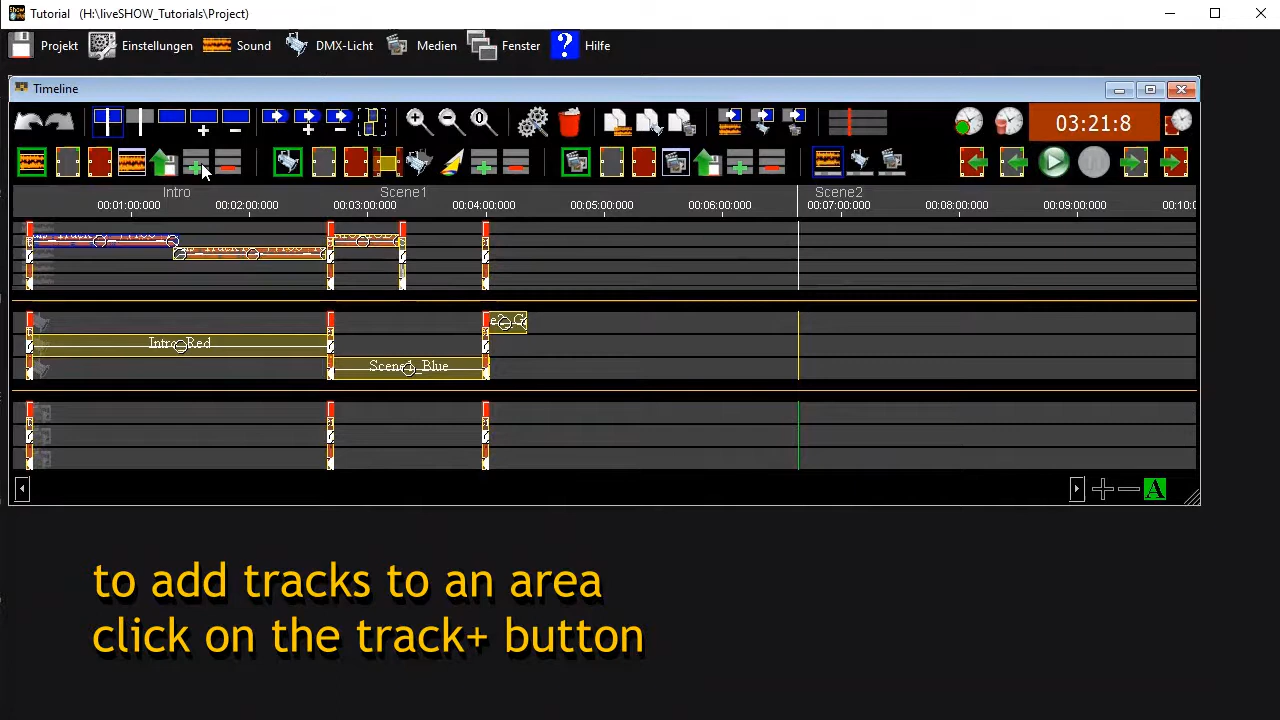 Tutorial (H:\liveSHOW_Tutorials\Project)
Projekt Einstellungen Sound DMX-Licht Medien Fenster ? Hilfe
Timeline
03:21:8
Intro Scene1 Scene2
00:01:00:000 00:02:00:000 00:03:00:000 00:04:00:000 00:05:00:000 00:06:00:000 00:07:00:000 00:08:00:000 00:09:00:000 00:10:0
Intro_Red
Scene1_Blue
A
to add tracks to an area
click on the track+ button